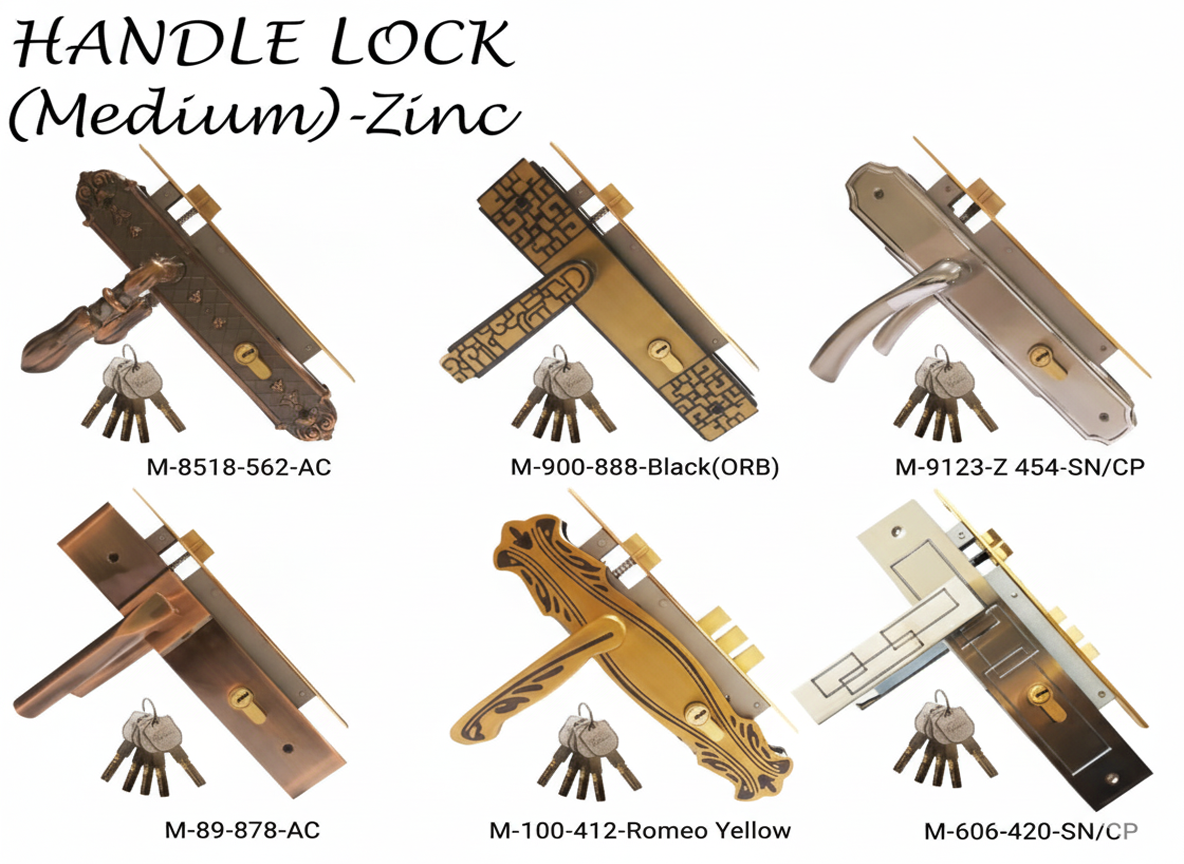 HANDLE LOCK
(Medium)-Zinc
M-8518-562-AC
M-900-888-Black(ORB)
M-9123-Z 454-SN/CP
M-89-878-AC
M-100-412-Romeo Yellow
M-606-420-SN/CP